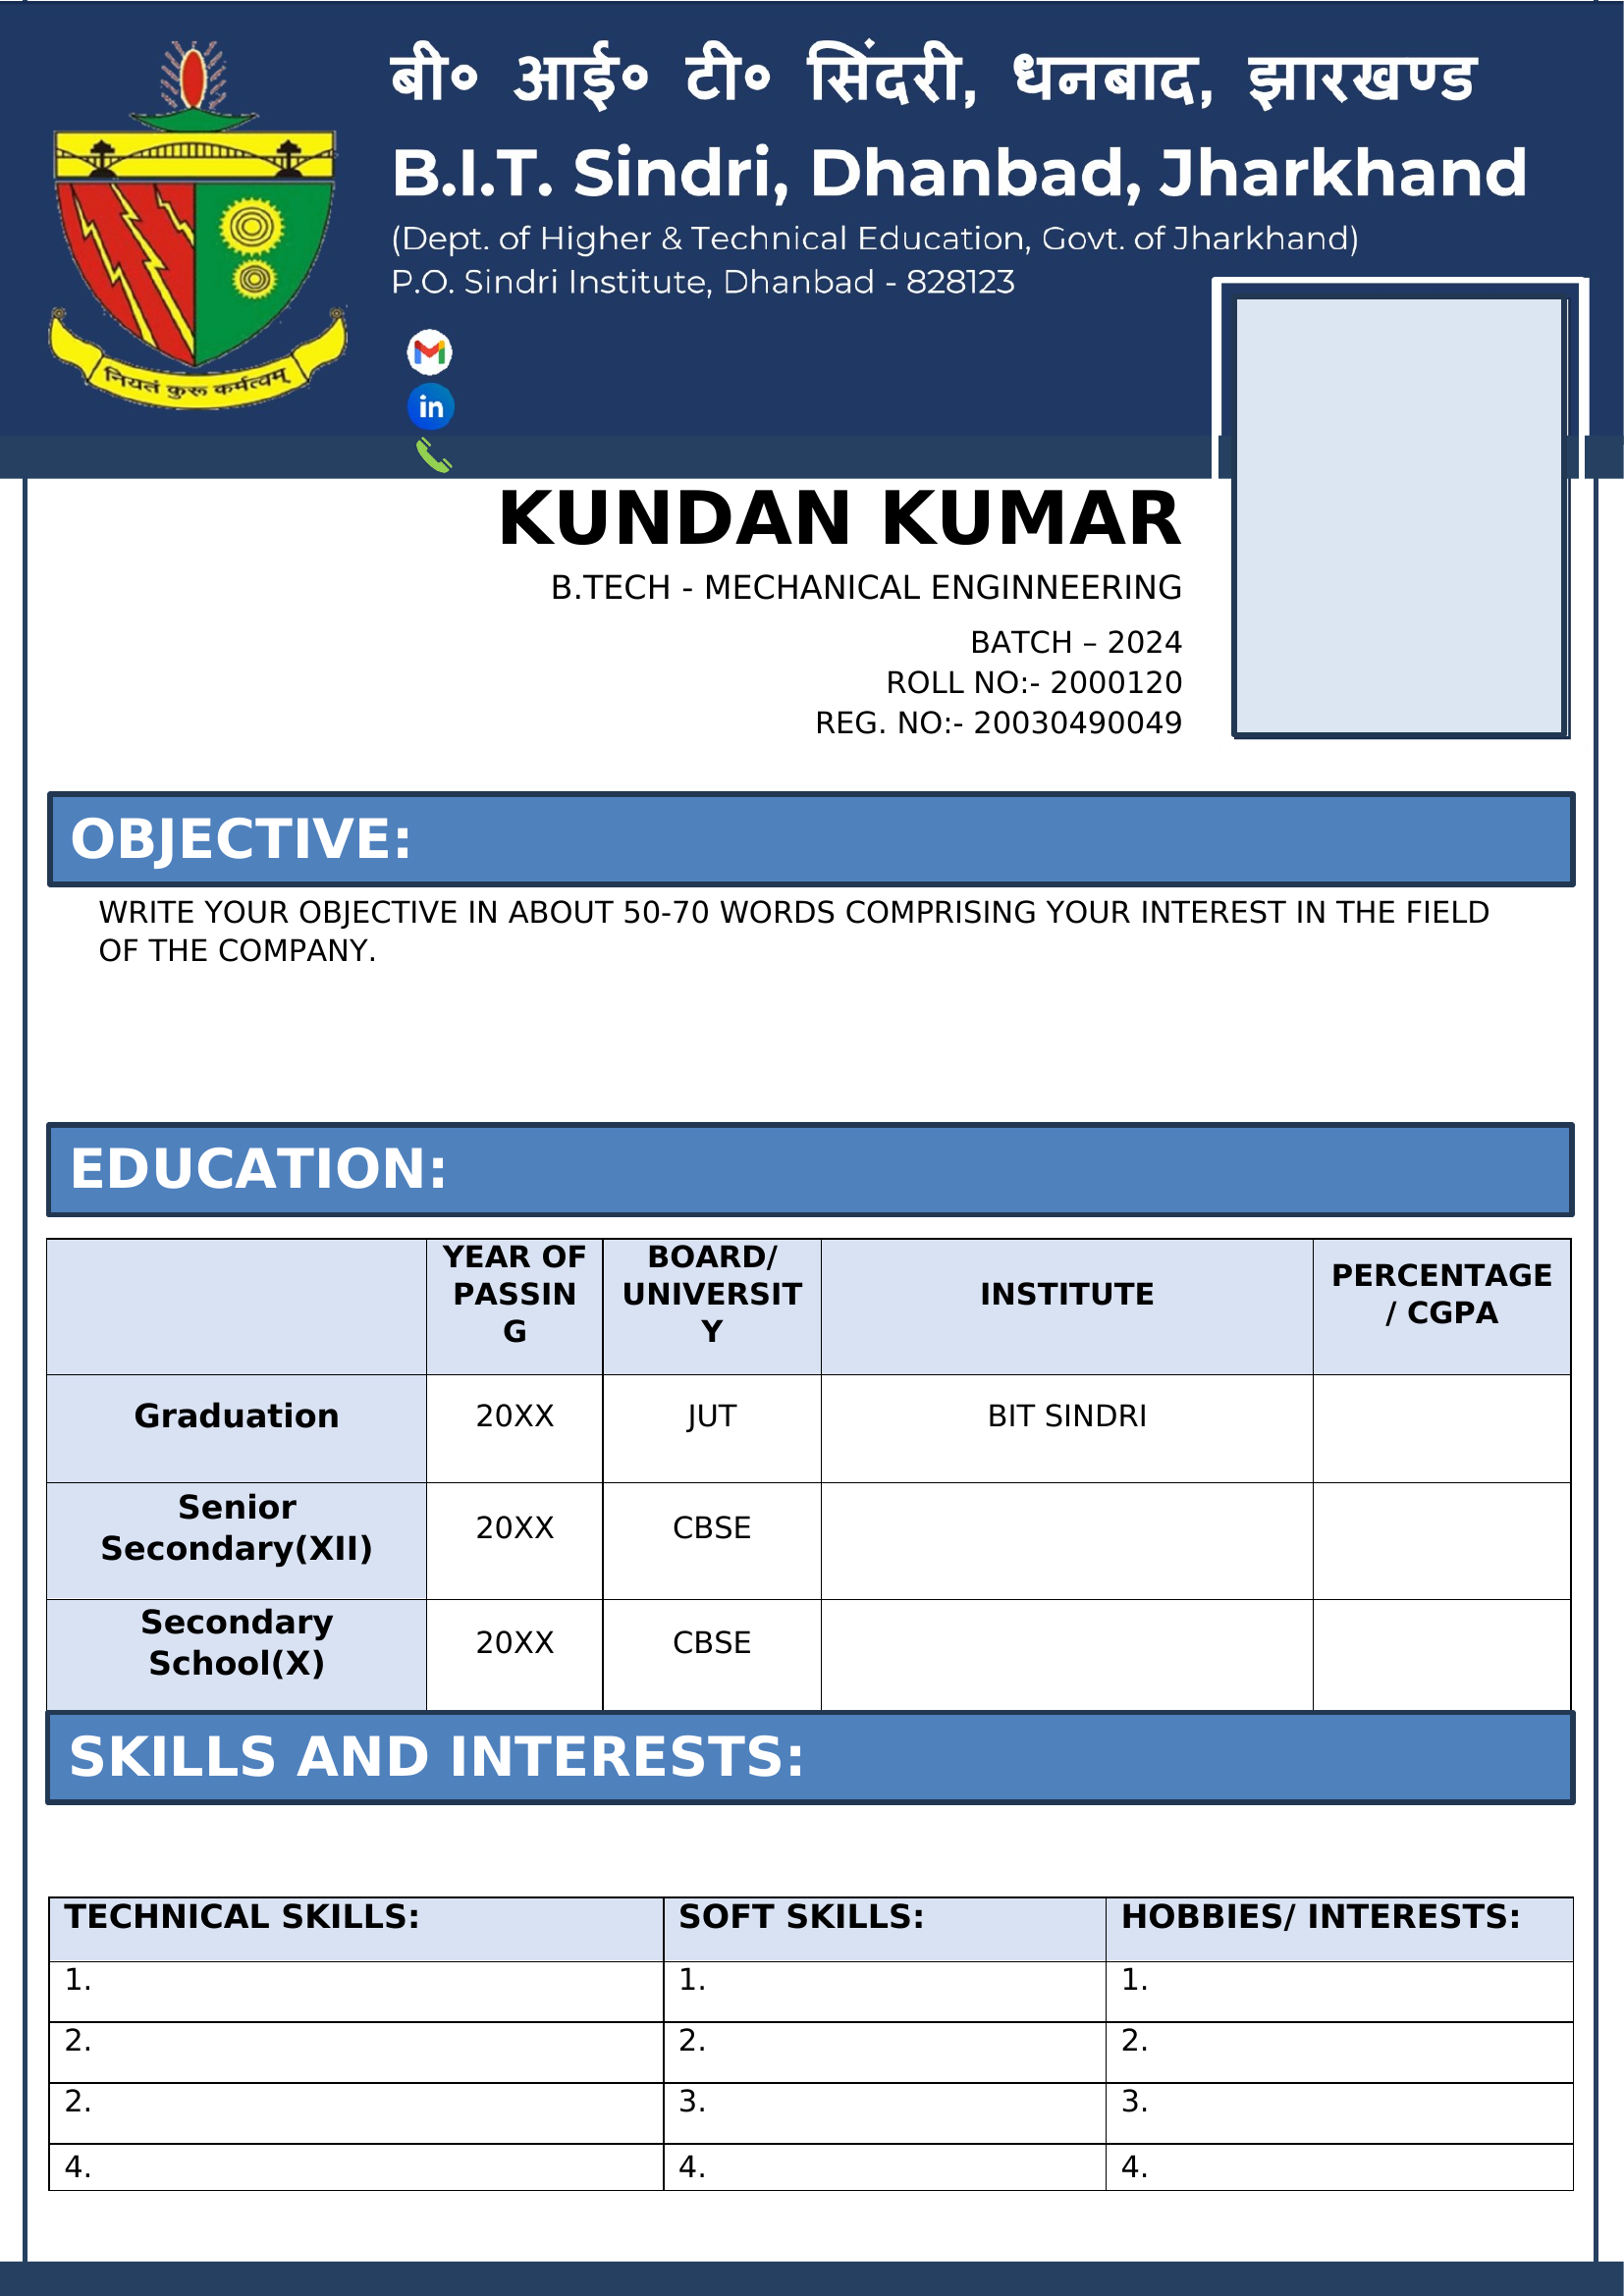 बी० आई० टी० सिंदरी, धनबाद, झारखण्ड
B.I.T. Sindri, Dhanbad, Jharkhand
(Dept. of Higher & Technical Education, Govt. of Jharkhand)
P.O. Sindri Institute, Dhanbad - 828123
नियतं कुरू कर्मत्वम्
in
KUNDAN KUMAR
B.TECH - MECHANICAL ENGINNEERING
BATCH – 2024
ROLL NO:- 2000120
REG. NO:- 20030490049
OBJECTIVE:
WRITE YOUR OBJECTIVE IN ABOUT 50-70 WORDS COMPRISING YOUR INTEREST IN THE FIELD
OF THE COMPANY.
EDUCATION:
YEAR OF
PASSIN
G
BOARD/
UNIVERSIT
Y
INSTITUTE
PERCENTAGE
/ CGPA
Graduation
20XX
JUT
BIT SINDRI
Senior
Secondary(XII)
20XX
CBSE
Secondary
School(X)
20XX
CBSE
SKILLS AND INTERESTS:
TECHNICAL SKILLS: SOFT SKILLS: HOBBIES/ INTERESTS:
1. 1. 1.
2. 2. 2.
2. 3. 3.
4. 4. 4.